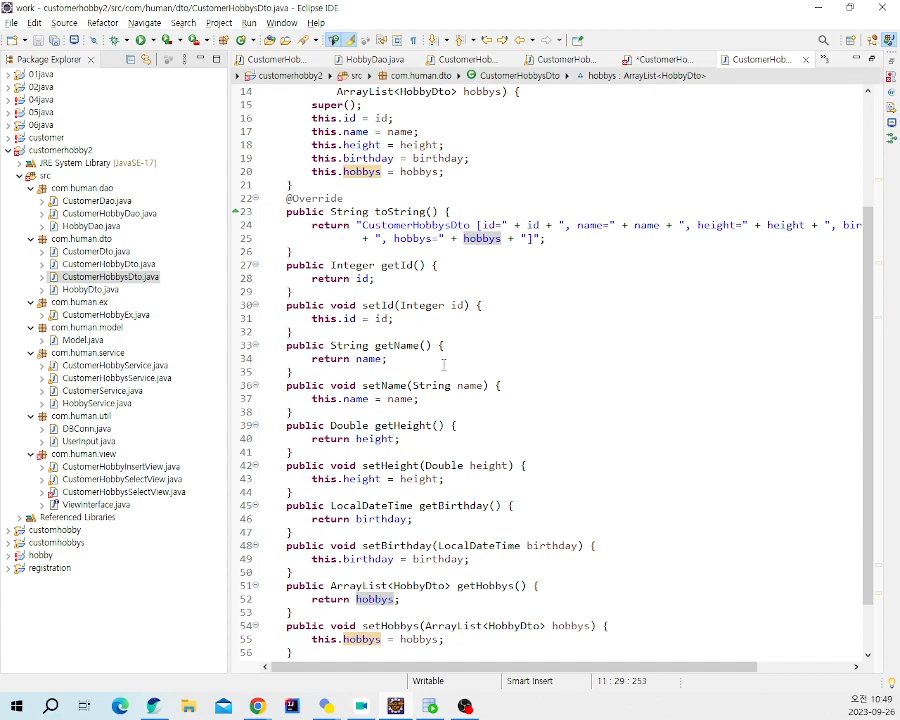 work - customerhobby2/src/com/human/dto/CustomerHobbysDto.java - Eclipse IDE
File Edit Source Refactor Navigate Search Project Run Window Help
Package Explorer
CustomerHob...
HobbyDao.java
CustomerHob...
CustomerHob...
*CustomerHo...
CustomerHob...
customerhobby2 src com.human.dto CustomerHobbysDto hobbys : ArrayList<HobbyDto>
01java
02java
04java
05java
06java
customer
customerhobby2
JRE System Library [JavaSE-17]
src
com.human.dao
CustomerDao.java
CustomerHobbyDao.java
HobbyDao.java
com.human.dto
CustomerDto.java
CustomerHobbyDto.java
CustomerHobbysDto.java
HobbyDto.java
com.human.ex
CustomerHobbyEx.java
com.human.model
Model.java
com.human.service
CustomerHobbyService.java
CustomerHobbysService.java
CustomerService.java
HobbyService.java
com.human.util
DBConn.java
UserInput.java
com.human.view
CustomerHobbyInsertView.java
CustomerHobbySelectView.java
CustomerHobbysSelectView.java
ViewInterface.java
Referenced Libraries
customhobby
customhobbys
hobby
registration
14 ArrayList<HobbyDto> hobbys) {
15 super();
16 this.id = id;
17 this.name = name;
18 this.height = height;
19 this.birthday = birthday;
20 this.hobbys = hobbys;
21 }
22 @Override
23 public String toString() {
24 return "CustomerHobbysDto [id=" + id + ", name=" + name + ", height=" + height + ", bir
25 + ", hobbys=" + hobbys + "]";
26 }
27 public Integer getId() {
28 return id;
29 }
30 public void setId(Integer id) {
31 this.id = id;
32 }
33 public String getName() {
34 return name;
35 }
36 public void setName(String name) {
37 this.name = name;
38 }
39 public Double getHeight() {
40 return height;
41 }
42 public void setHeight(Double height) {
43 this.height = height;
44 }
45 public LocalDateTime getBirthday() {
46 return birthday;
47 }
48 public void setBirthday(LocalDateTime birthday) {
49 this.birthday = birthday;
50 }
51 public ArrayList<HobbyDto> getHobbys() {
52 return hobbys;
53 }
54 public void setHobbys(ArrayList<HobbyDto> hobbys) {
55 this.hobbys = hobbys;
56 }
Writable Smart Insert 11 : 29 : 253
오전 10:49
2023-09-26